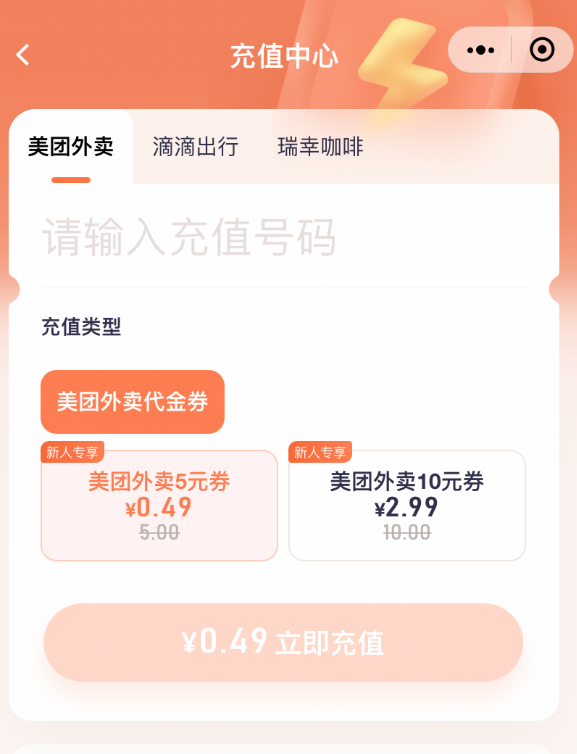 充值中心
美团外卖 滴滴出行 瑞幸咖啡
请输入充值号码
充值类型
美团外卖代金券
新人专享
美团外卖5元券
¥0.49
5.00
新人专享
美团外卖10元券
¥2.99
10.00
¥0.49 立即充值